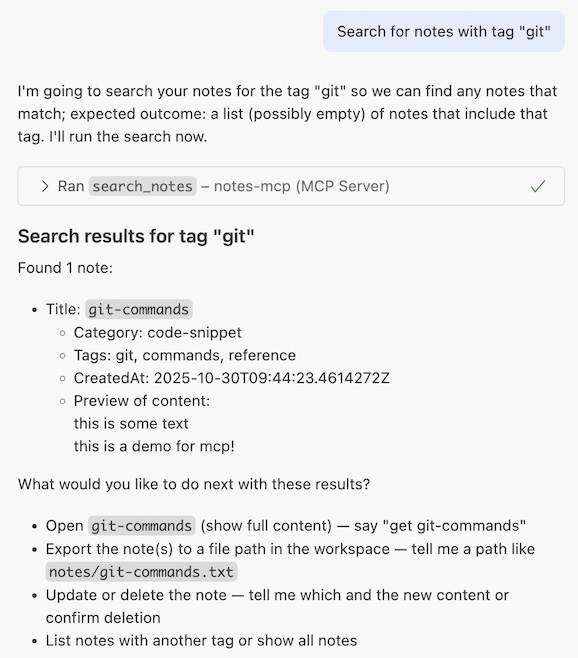 Search for notes with tag "git"
I'm going to search your notes for the tag "git" so we can find any notes that
match; expected outcome: a list (possibly empty) of notes that include that
tag. I'll run the search now.
Ran search_notes – notes-mcp (MCP Server)
Search results for tag "git"
Found 1 note:
• Title: git-commands
◦ Category: code-snippet
◦ Tags: git, commands, reference
◦ CreatedAt: 2025-10-30T09:44:23.4614272Z
◦ Preview of content:
this is some text
this is a demo for mcp!
What would you like to do next with these results?
• Open git-commands (show full content) — say "get git-commands"
• Export the note(s) to a file path in the workspace — tell me a path like
notes/git-commands.txt
• Update or delete the note — tell me which and the new content or
confirm deletion
• List notes with another tag or show all notes